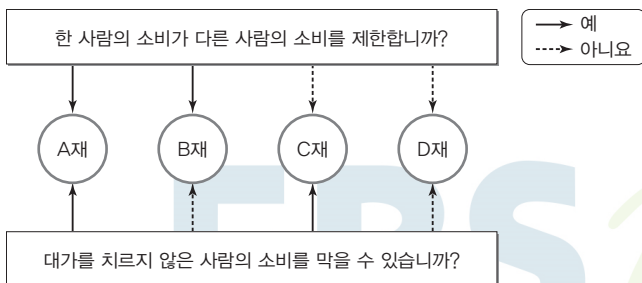 한 사람의 소비가 다른 사람의 소비를 제한합니까?
예
아니요
A재 B재 C재 D재
대가를 치르지 않은 사람의 소비를 막을 수 있습니까?
EBS